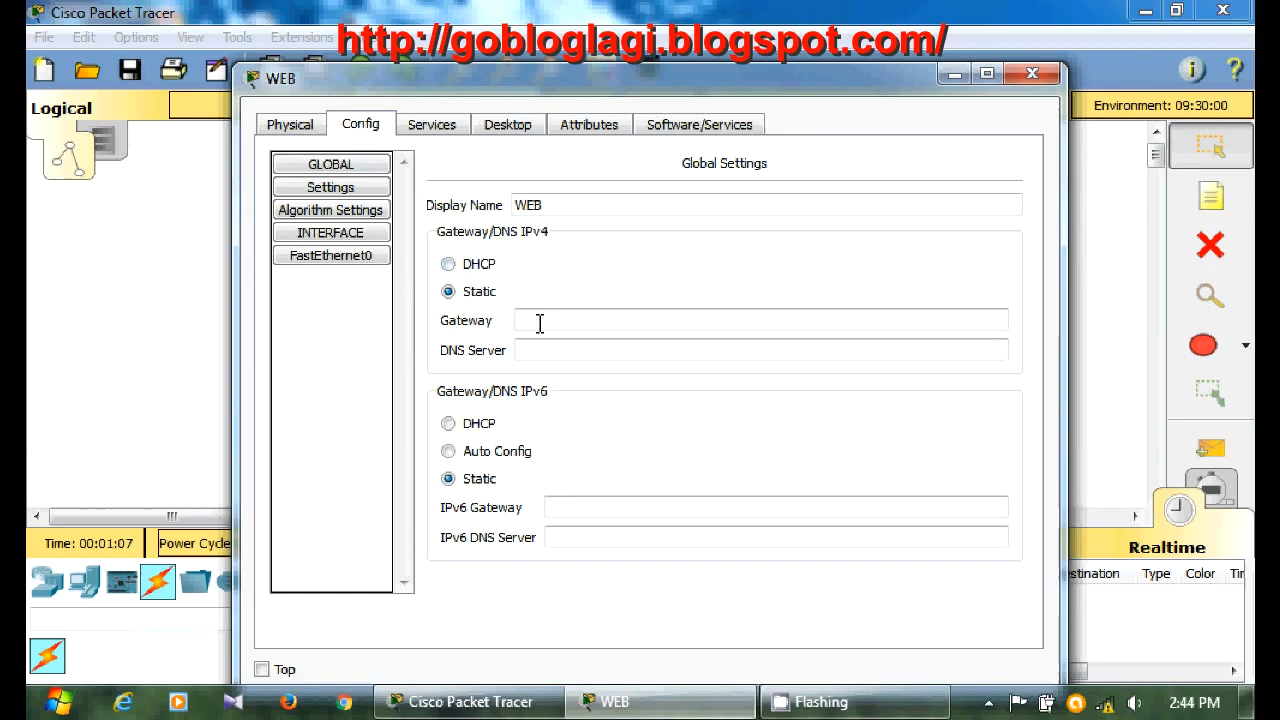 Cisco Packet Tracer
File Edit Options View Tools Extensions
http://gobloglagi.blogspot.com/
WEB
Logical
Environment: 09:30:00
Physical Config Services Desktop Attributes Software/Services
GLOBAL
Settings
Algorithm Settings
INTERFACE
FastEthernet0
Global Settings
Display Name WEB
Gateway/DNS IPv4
DHCP
Static
Gateway
DNS Server
Gateway/DNS IPv6
DHCP
Auto Config
Static
IPv6 Gateway
IPv6 DNS Server
Time: 00:01:07 Power Cycle
Realtime
stination Type Color Tir
Top
Cisco Packet Tracer WEB Flashing 2:44 PM